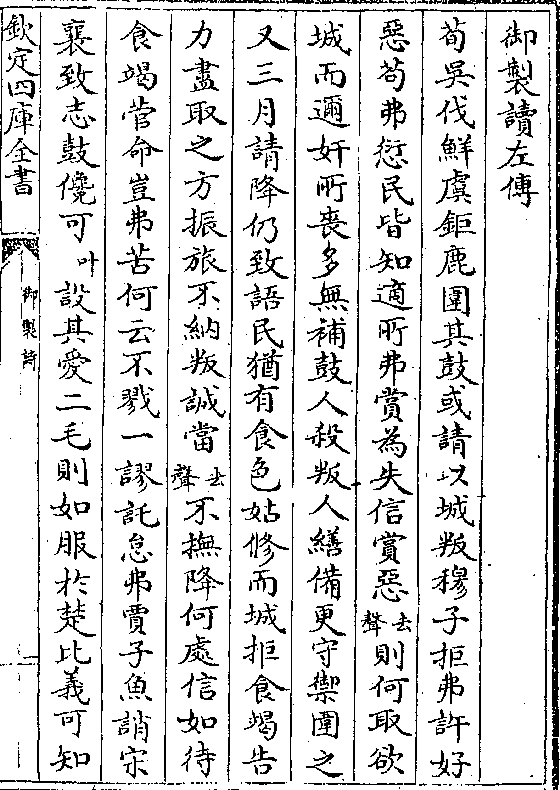 御製讀左傳
荀吳伐鮮虞鉅鹿圍其鼓或請以城叛穆子拒弗許好
惡苟弗愆民皆知適所弗賞為失信賞惡去聲則何取欲
城而邇奸所喪多無補鼓人殺叛人繕備更守禦圍之
又三月請降仍致語民猶有食色姑修而城拒食竭告
力盡取之方振旅不納叛誠當去聲不撫降何處信如待
食竭菅命豈弗苦何云不戮一謬託怠弗賈子魚誚宋
襄致志鼓儳可叶設其愛二毛則如服於楚比義可知
欽定四庫全書
御製詩